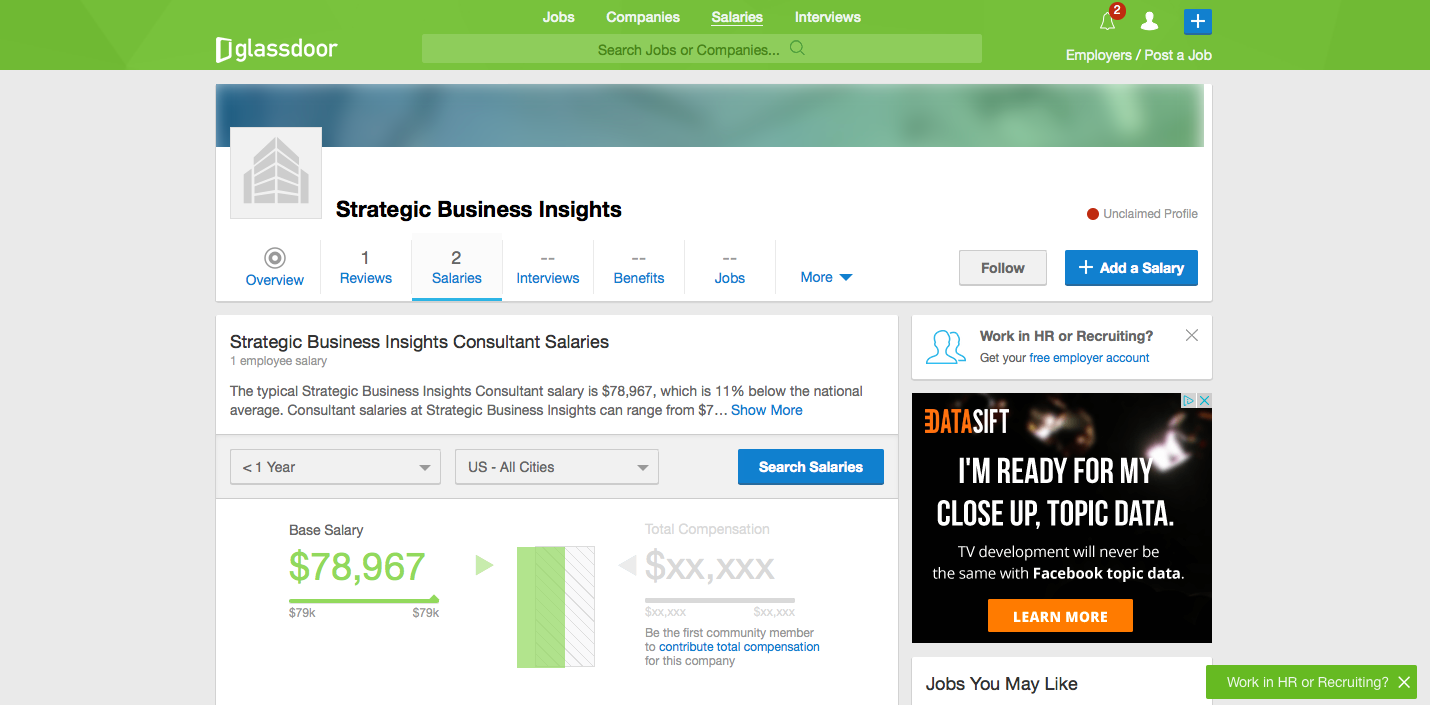 Jobs Companies Salaries Interviews
2
glassdoor
Search Jobs or Companies...
Employers / Post a Job
Strategic Business Insights
Unclaimed Profile
Overview
1
Reviews
2
Salaries
--
Interviews
--
Benefits
--
Jobs
More
Follow
+ Add a Salary
Strategic Business Insights Consultant Salaries
1 employee salary
The typical Strategic Business Insights Consultant salary is $78,967, which is 11% below the national
average. Consultant salaries at Strategic Business Insights can range from $7… Show More
< 1 Year
US - All Cities
Search Salaries
Base Salary
$78,967
$79k $79k
Total Compensation
$xx,xxx
$xx,xxx $xx,xxx
Be the first community member
to contribute total compensation
for this company
Work in HR or Recruiting?
Get your free employer account
DATASIFT
I'M READY FOR MY
CLOSE UP, TOPIC DATA.
TV development will never be
the same with Facebook topic data.
LEARN MORE
Jobs You May Like
Work in HR or Recruiting?